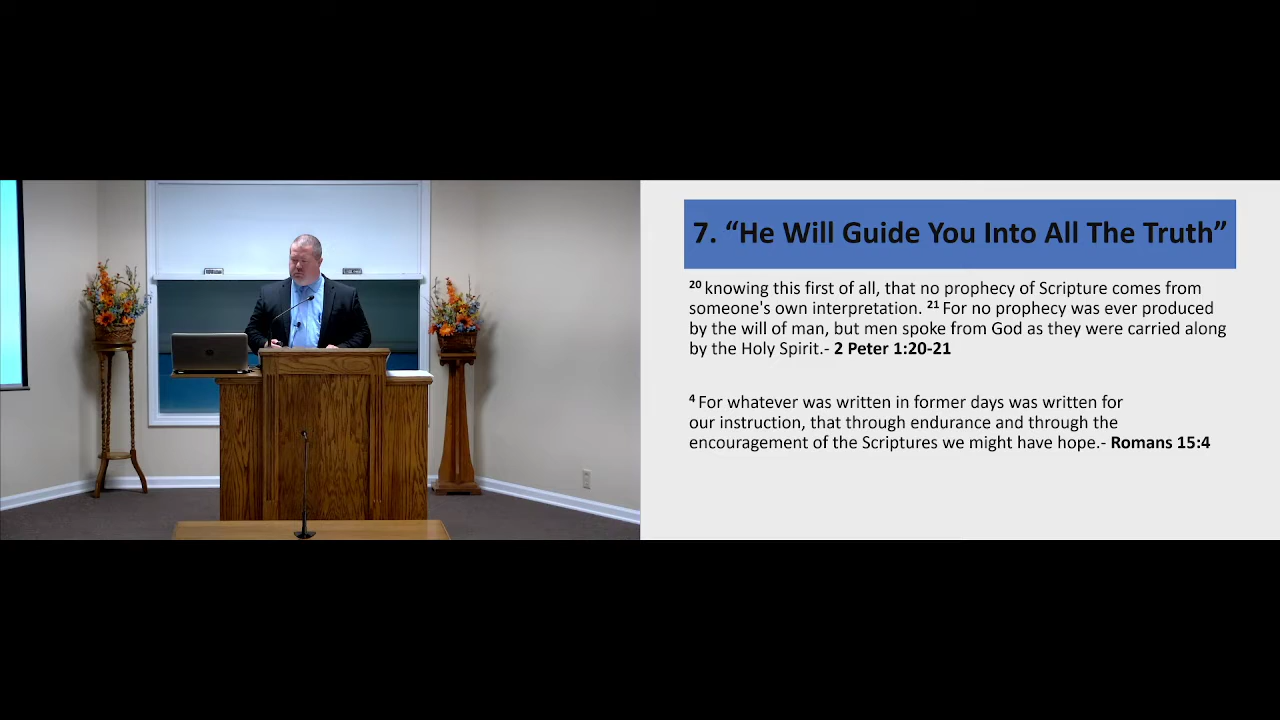 7. “He Will Guide You Into All The Truth”
20 knowing this first of all, that no prophecy of Scripture comes from
someone's own interpretation. 21 For no prophecy was ever produced
by the will of man, but men spoke from God as they were carried along
by the Holy Spirit.- 2 Peter 1:20-21
4 For whatever was written in former days was written for
our instruction, that through endurance and through the
encouragement of the Scriptures we might have hope.- Romans 15:4